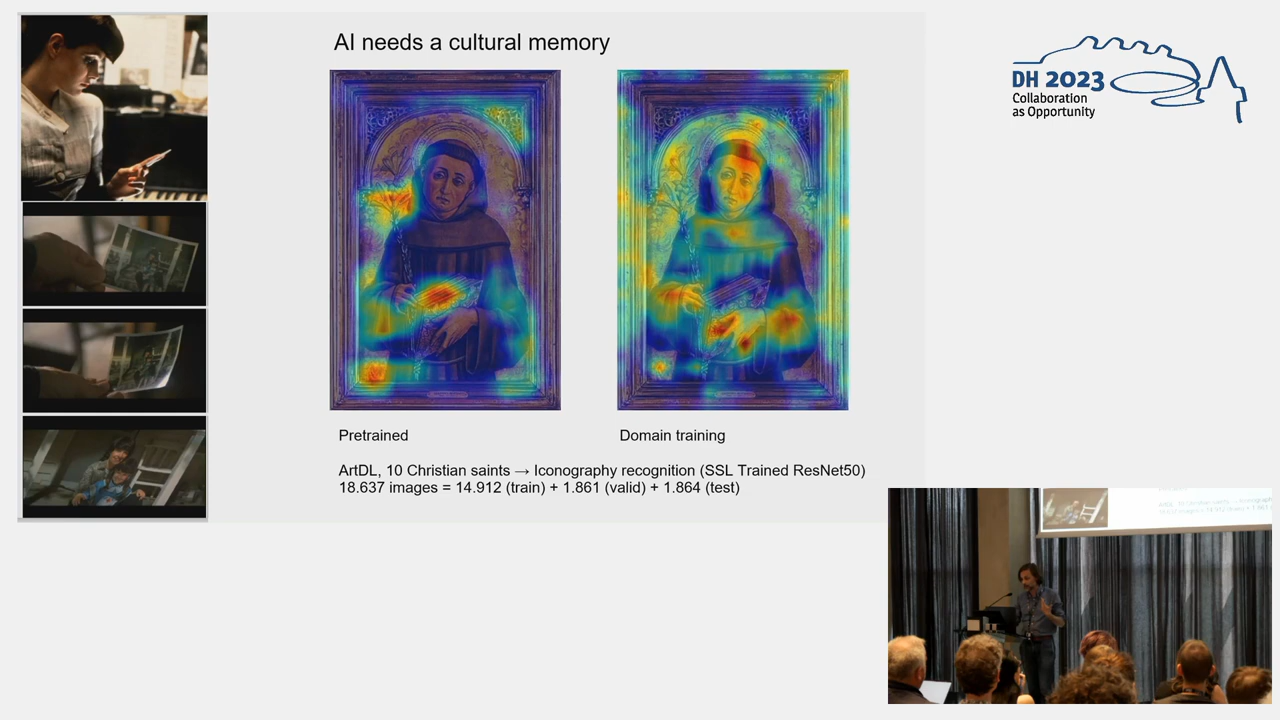 AI needs a cultural memory
DH 2023
Collaboration
as Opportunity
Pretrained
Domain training
ArtDL, 10 Christian saints → Iconography recognition (SSL Trained ResNet50)
18.637 images = 14.912 (train) + 1.861 (valid) + 1.864 (test)